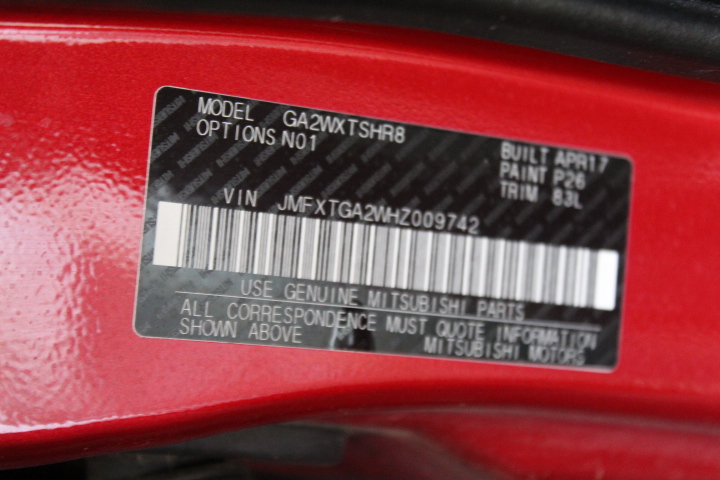 MODEL GA2WXTSHR8
OPTIONS N01
BUILT APR17
PAINT P26
TRIM 83L
VIN JMFXTGA2WHZ009742
USE GENUINE MITSUBISHI PARTS
ALL CORRESPONDENCE MUST QUOTE INFORMATION
SHOWN ABOVE MITSUBISHI MOTORS